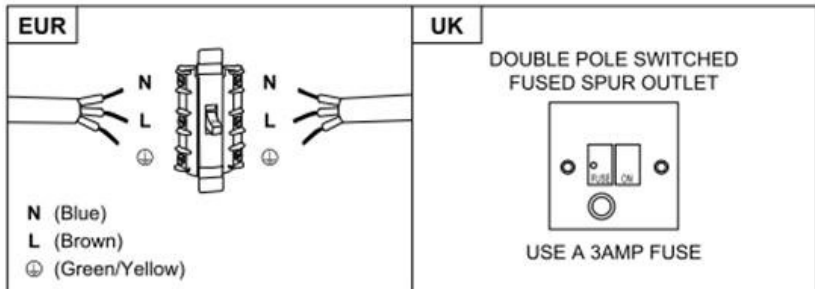 EUR
N N
L L
⏚ ⏚
N (Blue)
L (Brown)
⏚ (Green/Yellow)
UK
DOUBLE POLE SWITCHED
FUSED SPUR OUTLET
FUSE ON
USE A 3AMP FUSE